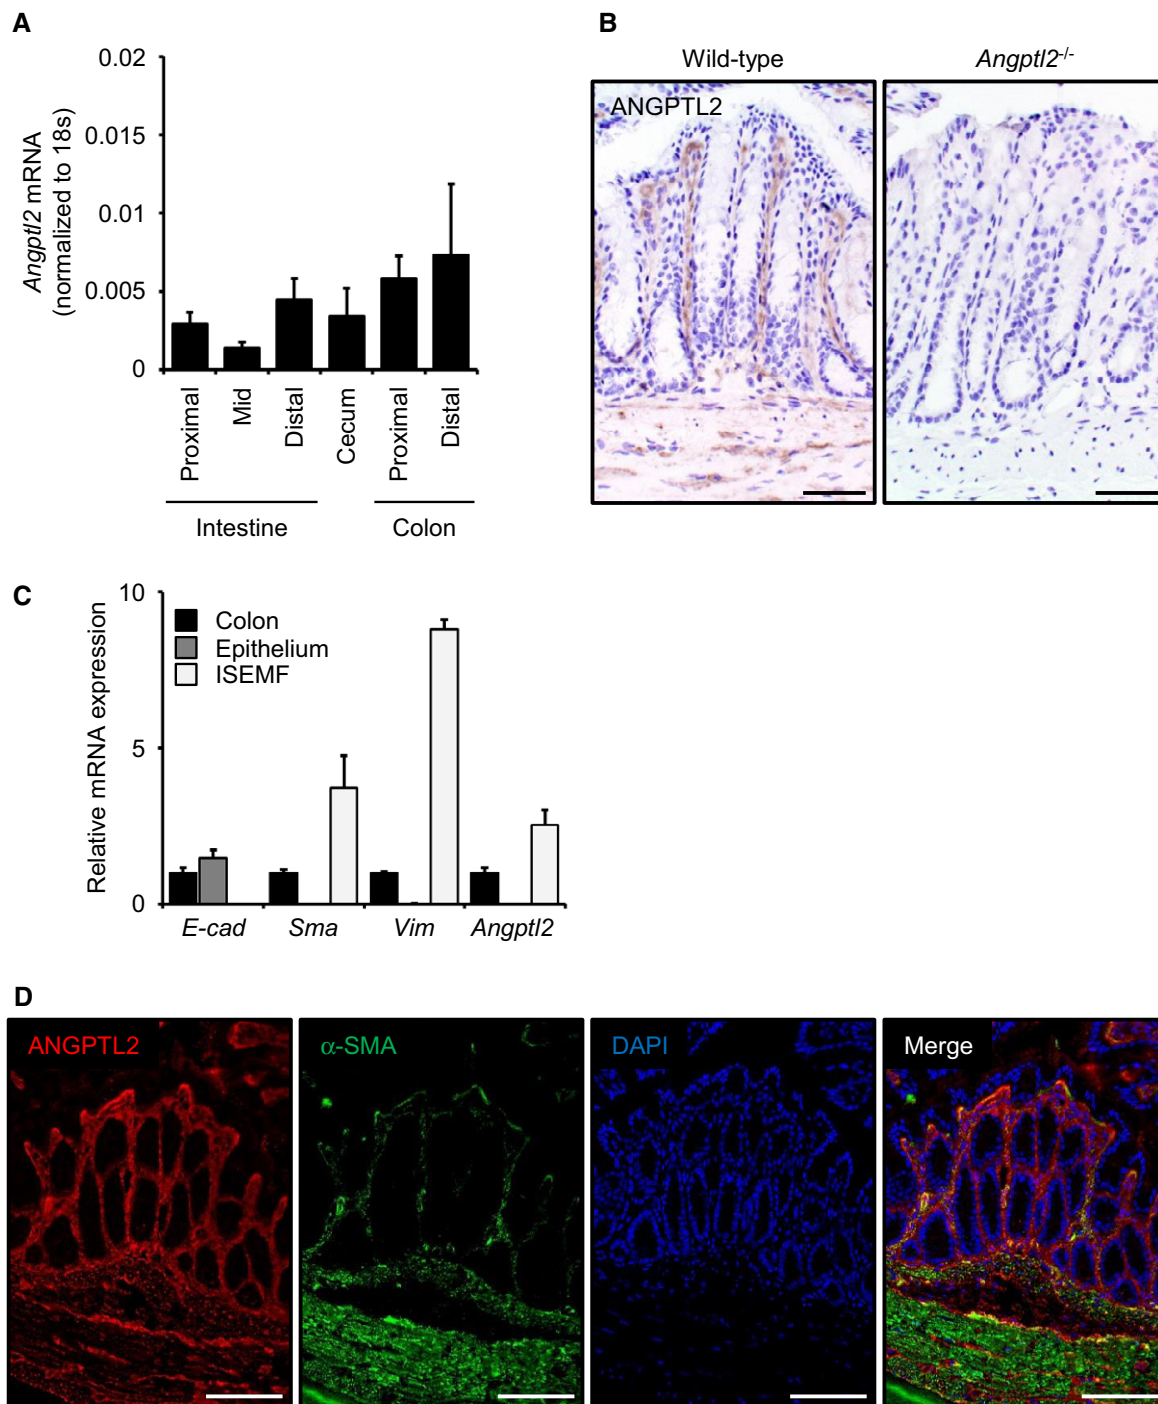 A
Angptl2 mRNA
(normalized to 18s)
0.02
0.015
0.01
0.005
0
Proximal
Mid
Distal
Cecum
Proximal
Distal
Intestine
Colon
B
Wild-type
Angptl2-/-
ANGPTL2
C
Relative mRNA expression
10
5
0
Colon
Epithelium
ISEMF
E-cad
Sma
Vim
Angptl2
D
ANGPTL2
α-SMA
DAPI
Merge